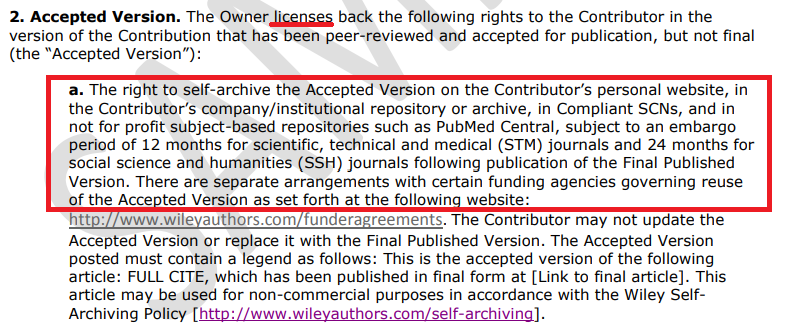 2. Accepted Version. The Owner licenses back the following rights to the Contributor in the
version of the Contribution that has been peer-reviewed and accepted for publication, but not final
(the “Accepted Version”):
a. The right to self-archive the Accepted Version on the Contributor’s personal website, in
the Contributor’s company/institutional repository or archive, in Compliant SCNs, and in
not for profit subject-based repositories such as PubMed Central, subject to an embargo
period of 12 months for scientific, technical and medical (STM) journals and 24 months for
social science and humanities (SSH) journals following publication of the Final Published
Version. There are separate arrangements with certain funding agencies governing reuse
of the Accepted Version as set forth at the following website:
http://www.wileyauthors.com/funderagreements. The Contributor may not update the
Accepted Version or replace it with the Final Published Version. The Accepted Version
posted must contain a legend as follows: This is the accepted version of the following
article: FULL CITE, which has been published in final form at [Link to final article]. This
article may be used for non-commercial purposes in accordance with the Wiley Self-
Archiving Policy [http://www.wileyauthors.com/self-archiving].